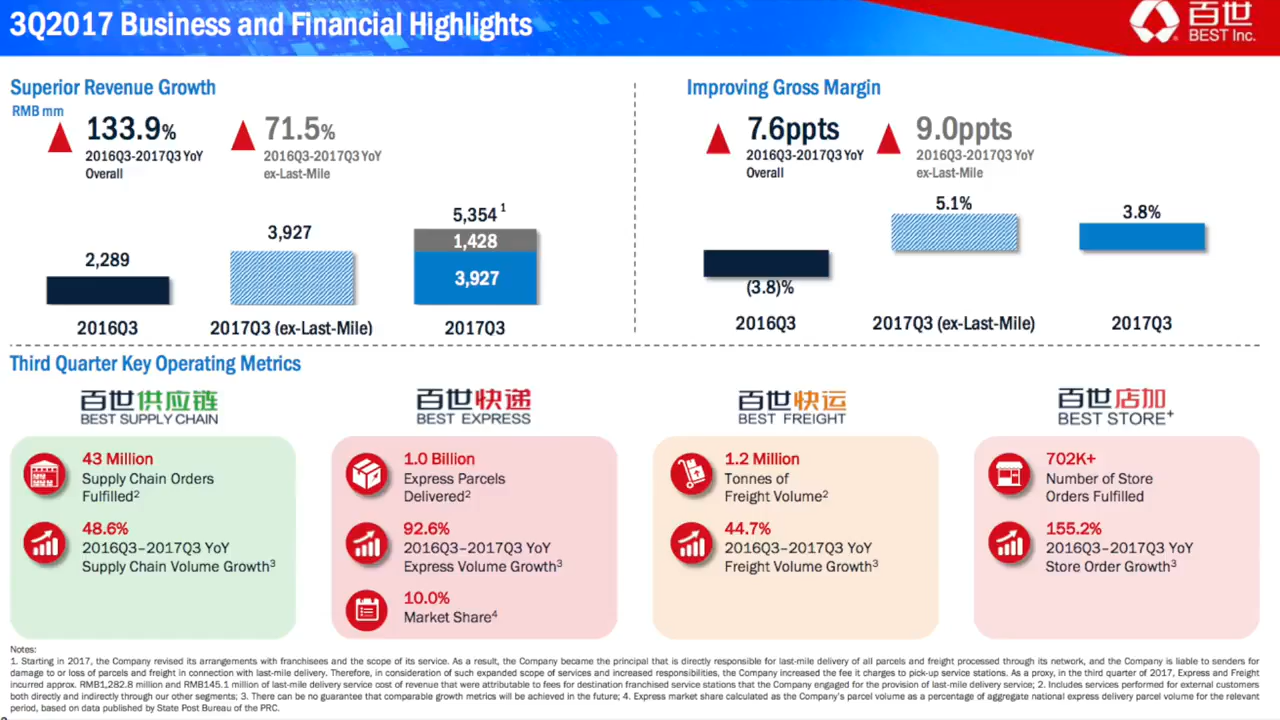 3Q2017 Business and Financial Highlights
百世
BEST Inc.
Superior Revenue Growth
RMB mm
133.9%
2016Q3-2017Q3 YoY
Overall
71.5%
2016Q3-2017Q3 YoY
ex-Last-Mile
2,289
3,927
5,354 1
1,428
3,927
2016Q3
2017Q3 (ex-Last-Mile)
2017Q3
Improving Gross Margin
7.6ppts
2016Q3-2017Q3 YoY
Overall
9.0ppts
2016Q3-2017Q3 YoY
ex-Last-Mile
(3.8)%
5.1%
3.8%
2016Q3
2017Q3 (ex-Last-Mile)
2017Q3
Third Quarter Key Operating Metrics
百世供应链
BEST SUPPLY CHAIN
43 Million
Supply Chain Orders
Fulfilled2
48.6%
2016Q3–2017Q3 YoY
Supply Chain Volume Growth3
百世快递
BEST EXPRESS
1.0 Billion
Express Parcels
Delivered2
92.6%
2016Q3–2017Q3 YoY
Express Volume Growth3
10.0%
Market Share4
百世快运
BEST FREIGHT
1.2 Million
Tonnes of
Freight Volume2
44.7%
2016Q3–2017Q3 YoY
Freight Volume Growth3
百世店加
BEST STORE+
702K+
Number of Store
Orders Fulfilled
155.2%
2016Q3–2017Q3 YoY
Store Order Growth3
Notes:
1. Starting in 2017, the Company revised its arrangements with franchisees and the scope of its service. As a result, the Company became the principal that is directly responsible for last-mile delivery of all parcels and freight processed through its network, and the Company is liable to senders for
damage to or loss of parcels and freight in connection with last-mile delivery. Therefore, in consideration of such expanded scope of services and increased responsibilities, the Company increased the fee it charges to pick-up service stations. As a proxy, in the third quarter of 2017, Express and Freight
incurred approx. RMB1,282.8 million and RMB145.1 million of last-mile delivery service cost of revenue that were attributable to fees for destination franchised service stations that the Company engaged for the provision of last-mile delivery service; 2. Includes services performed for external customers
both directly and indirectly through our other segments; 3. There can be no guarantee that comparable growth metrics will be achieved in the future; 4. Express market share calculated as the Company's parcel volume as a percentage of aggregate national express delivery parcel volume for the relevant
period, based on data published by State Post Bureau of the PRC.